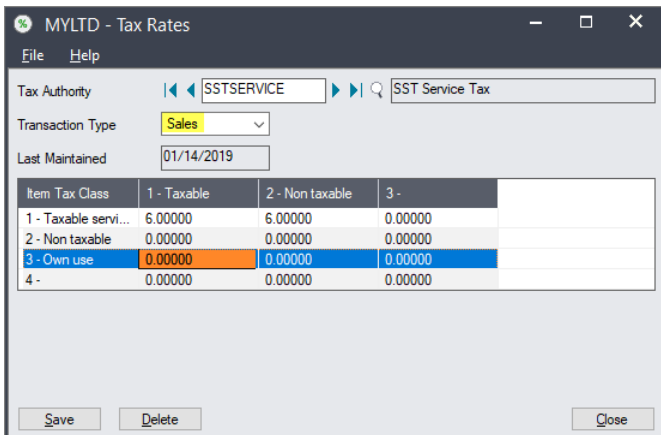 MYLTD - Tax Rates
File Help
Tax Authority SSTSERVICE SST Service Tax
Transaction Type Sales
Last Maintained 01/14/2019
Item Tax Class 1 - Taxable 2 - Non taxable 3 -
1 - Taxable servi... 6.00000 6.00000 0.00000
2 - Non taxable 0.00000 0.00000 0.00000
3 - Own use 0.00000 0.00000 0.00000
4 - 0.00000 0.00000 0.00000
Save Delete Close